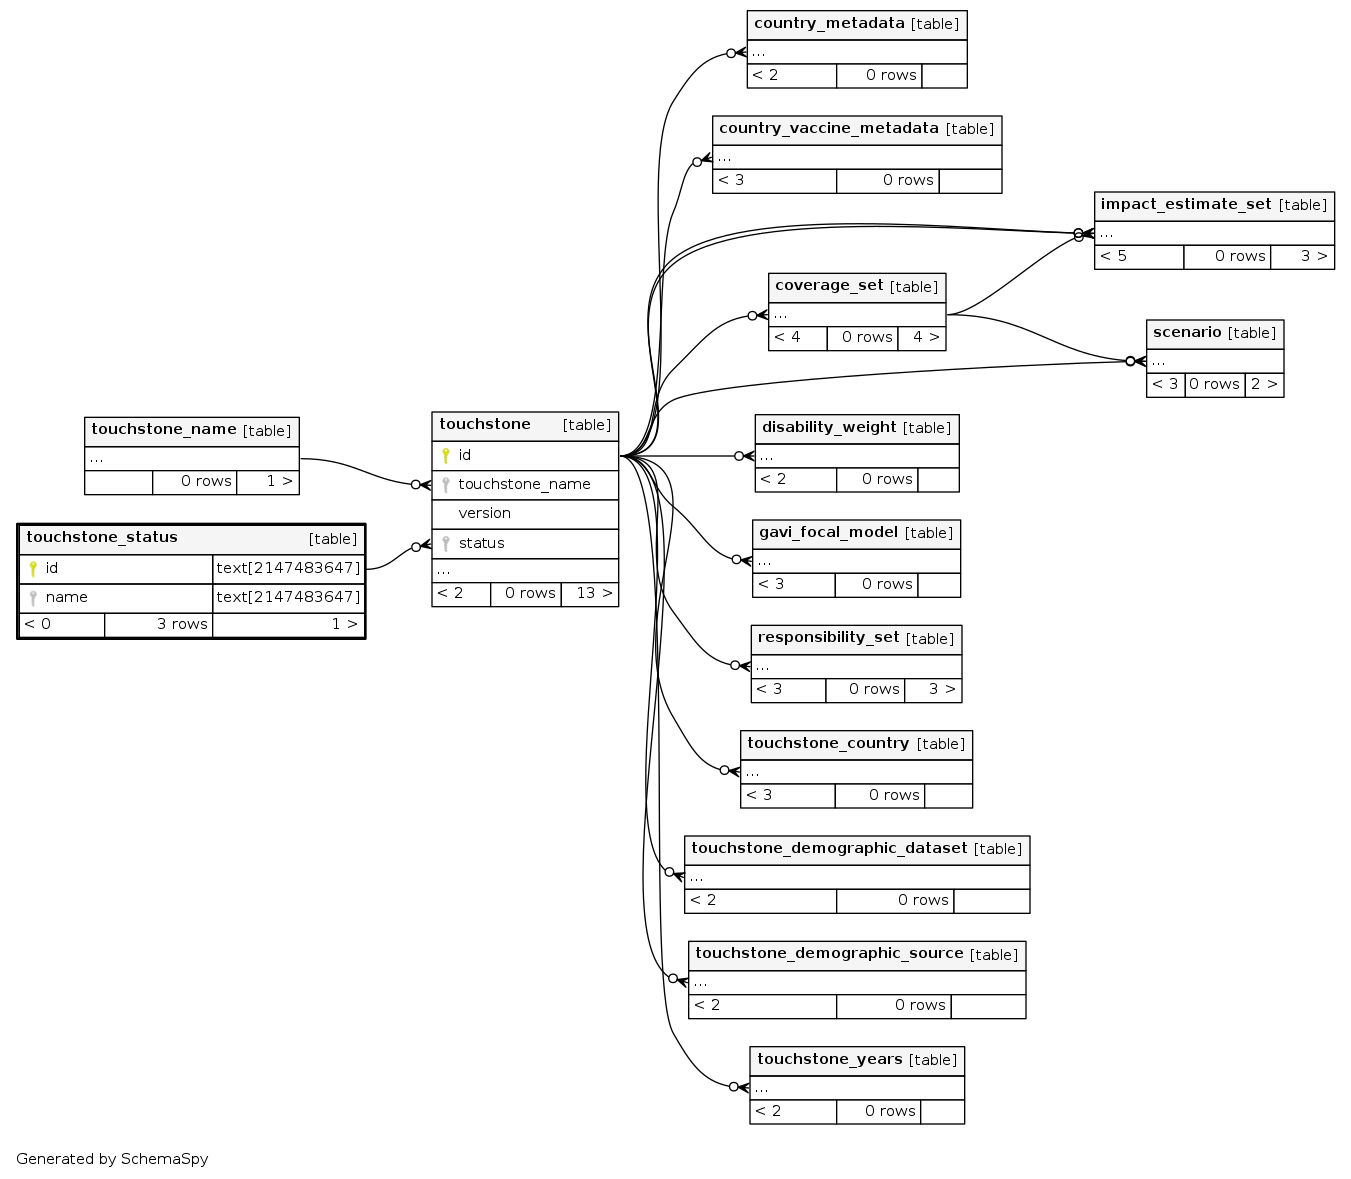 country_metadata [table]
...
< 2 0 rows
country_vaccine_metadata [table]
...
< 3 0 rows
impact_estimate_set [table]
...
< 5 0 rows 3 >
coverage_set [table]
...
< 4 0 rows 4 >
scenario [table]
...
< 3 0 rows 2 >
touchstone_name [table]
...
0 rows 1 >
touchstone_status [table]
id text[2147483647]
name text[2147483647]
< 0 3 rows 1 >
touchstone [table]
id
touchstone_name
version
status
...
< 2 0 rows 13 >
disability_weight [table]
...
< 2 0 rows
gavi_focal_model [table]
...
< 3 0 rows
responsibility_set [table]
...
< 3 0 rows 3 >
touchstone_country [table]
...
< 3 0 rows
touchstone_demographic_dataset [table]
...
< 2 0 rows
touchstone_demographic_source [table]
...
< 2 0 rows
touchstone_years [table]
...
< 2 0 rows
Generated by SchemaSpy